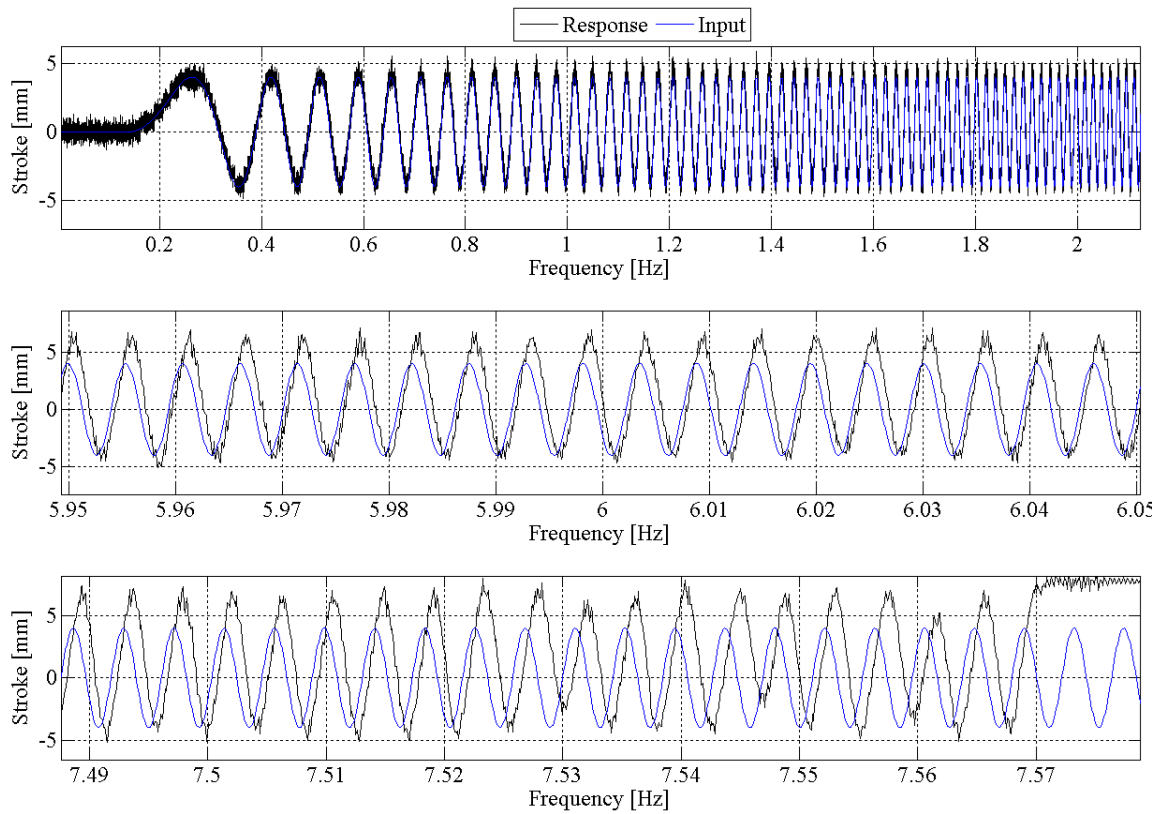 Response Input
Stroke [mm]
5
0
-5
0.2 0.4 0.6 0.8 1 1.2 1.4 1.6 1.8 2
Frequency [Hz]
Stroke [mm]
5
0
-5
5.95 5.96 5.97 5.98 5.99 6 6.01 6.02 6.03 6.04 6.05
Frequency [Hz]
Stroke [mm]
5
0
-5
7.49 7.5 7.51 7.52 7.53 7.54 7.55 7.56 7.57
Frequency [Hz]